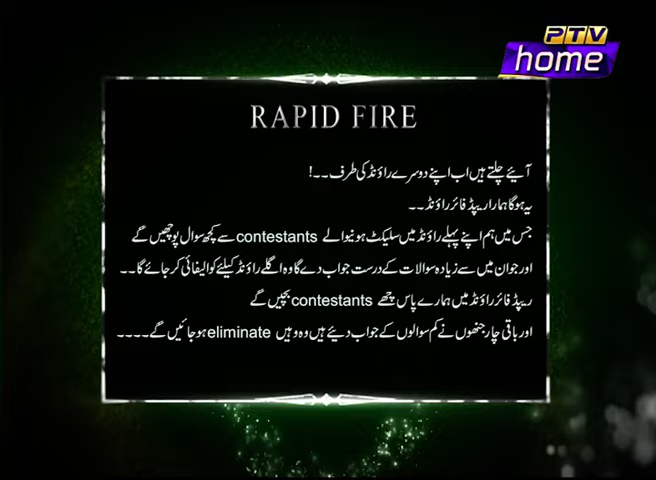 PTV
home
RAPID FIRE
آیئے چلتے ہیں اب اپنے دوسرے راؤنڈ کی طرف ۔۔!
یہ ہوگا ہمارا ریپڈ فائر راؤنڈ ۔۔
جس میں ہم اپنے پہلے راؤنڈ میں سلیکٹ ہونیوالے contestants سے کچھ سوال پوچھیں گے
اور جو ان میں سے زیادہ سوالات کے درست جواب دے گا وہ اگلے راؤنڈ کیلئے کوالیفائی کر جائے گا ۔۔
ریپڈ فائر راؤنڈ میں ہمارے پاس چھے contestants بچیں گے
اور باقی چار جنھوں نے کم سوالوں کے جواب دیئے ہیں وہ وہیں eliminate ہو جائیں گے ۔۔۔۔